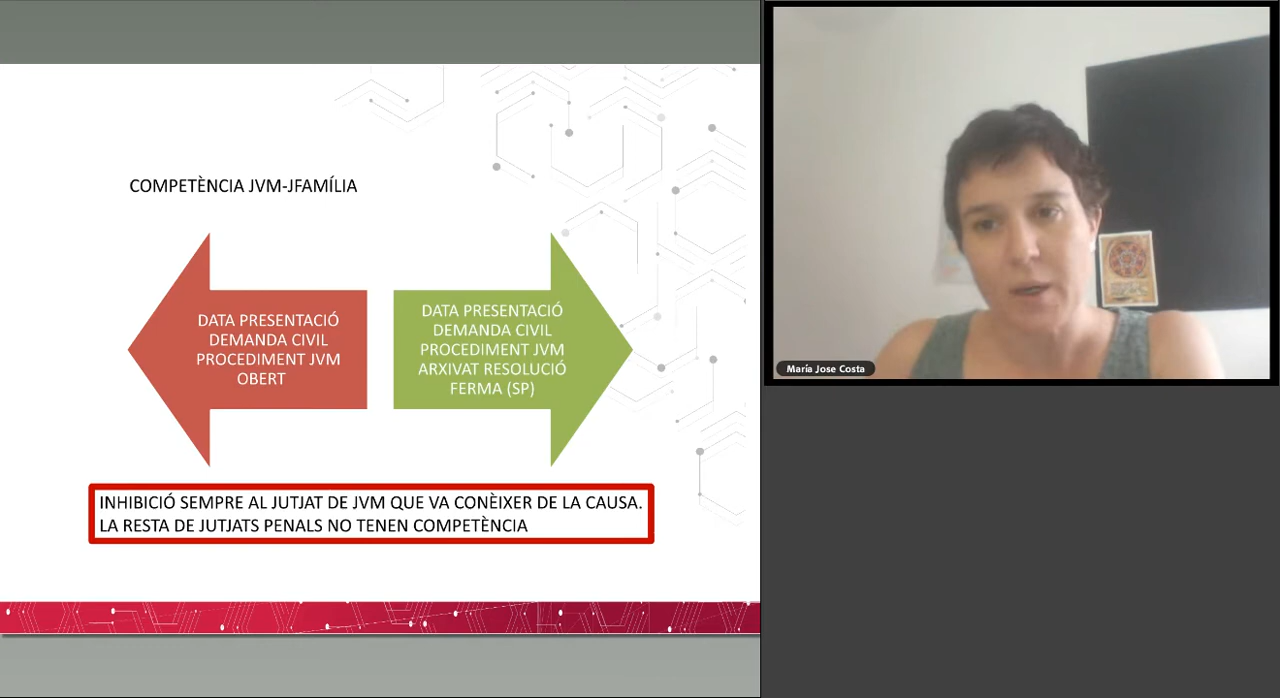 COMPETÈNCIA JVM-JFAMÍLIA
DATA PRESENTACIÓ
DEMANDA CIVIL
PROCEDIMENT JVM
OBERT
DATA PRESENTACIÓ
DEMANDA CIVIL
PROCEDIMENT JVM
ARXIVAT RESOLUCIÓ
FERMA (SP)
INHIBICIÓ SEMPRE AL JUTJAT DE JVM QUE VA CONÈIXER DE LA CAUSA.
LA RESTA DE JUTJATS PENALS NO TENEN COMPETÈNCIA
María Jose Costa